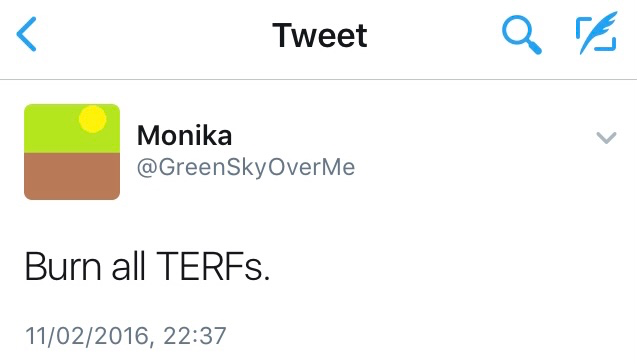 Tweet
Monika
@GreenSkyOverMe
Burn all TERFs.
11/02/2016, 22:37